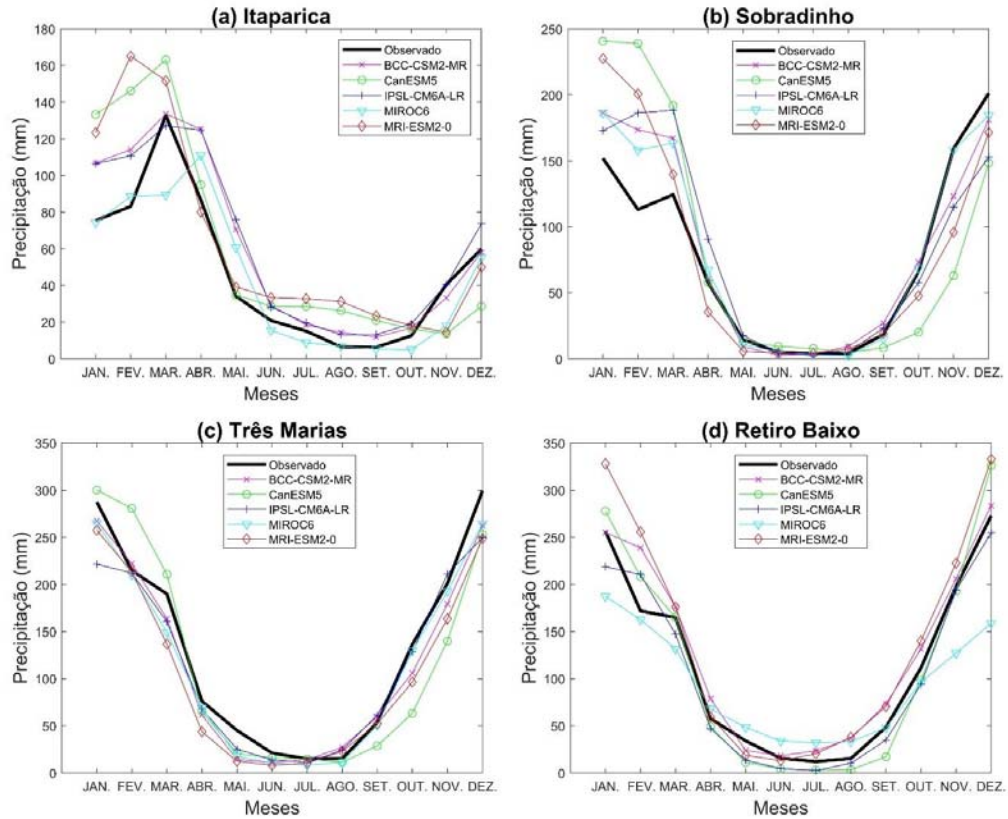 (a) Itaparica
Precipitação (mm)
180
160
140
120
100
80
60
40
20
0
Observado
BCC-CSM2-MR
CanESM5
IPSL-CM6A-LR
MIROC6
MRI-ESM2-0
JAN. FEV. MAR. ABR. MAI. JUN. JUL. AGO. SET. OUT. NOV. DEZ.
Meses
(b) Sobradinho
Precipitação (mm)
250
200
150
100
50
0
Observado
BCC-CSM2-MR
CanESM5
IPSL-CM6A-LR
MIROC6
MRI-ESM2-0
JAN. FEV. MAR. ABR. MAI. JUN. JUL. AGO. SET. OUT. NOV. DEZ.
Meses
(c) Três Marias
Precipitação (mm)
350
300
250
200
150
100
50
0
Observado
BCC-CSM2-MR
CanESM5
IPSL-CM6A-LR
MIROC6
MRI-ESM2-0
JAN. FEV. MAR. ABR. MAI. JUN. JUL. AGO. SET. OUT. NOV. DEZ.
Meses
(d) Retiro Baixo
Precipitação (mm)
350
300
250
200
150
100
50
0
Observado
BCC-CSM2-MR
CanESM5
IPSL-CM6A-LR
MIROC6
MRI-ESM2-0
JAN. FEV. MAR. ABR. MAI. JUN. JUL. AGO. SET. OUT. NOV. DEZ.
Meses